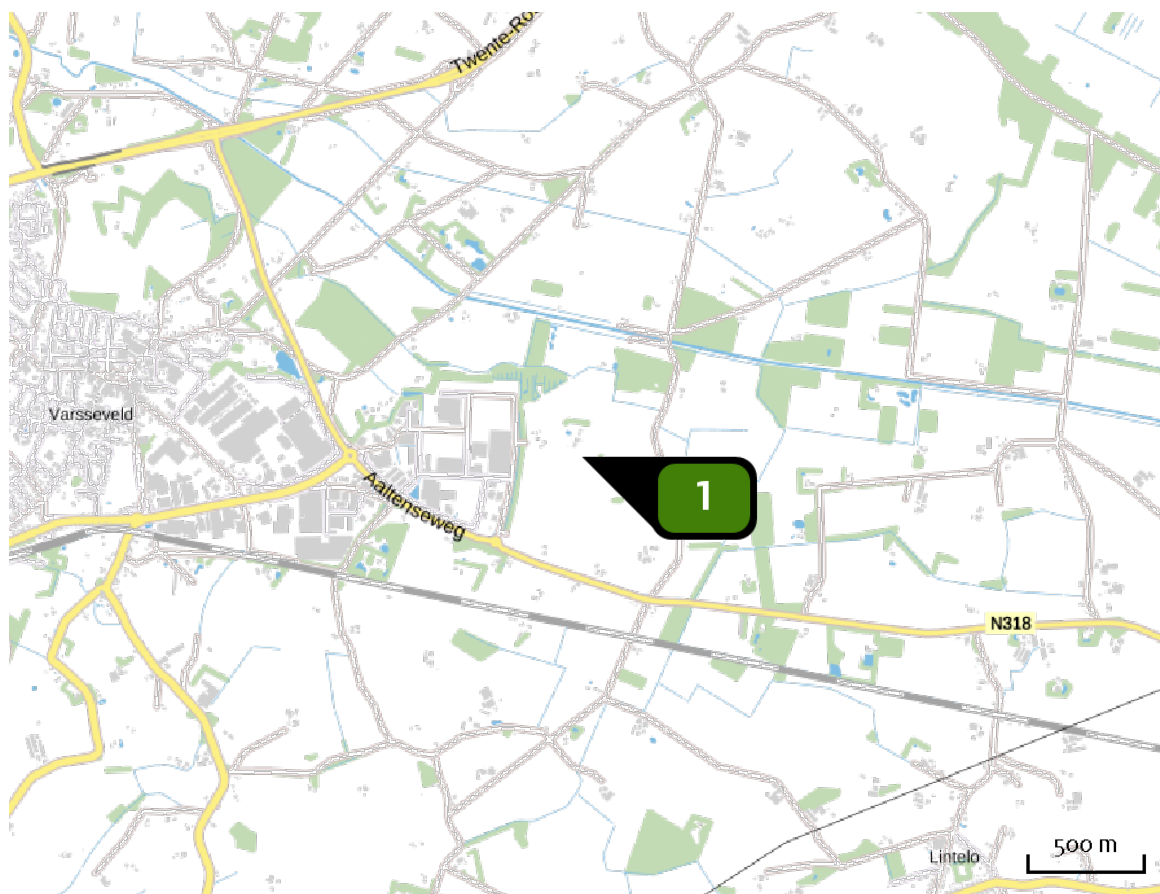 Twente-Ro
Varsseveld
Aaltenseweg
1
N318
Lintelo
500 m